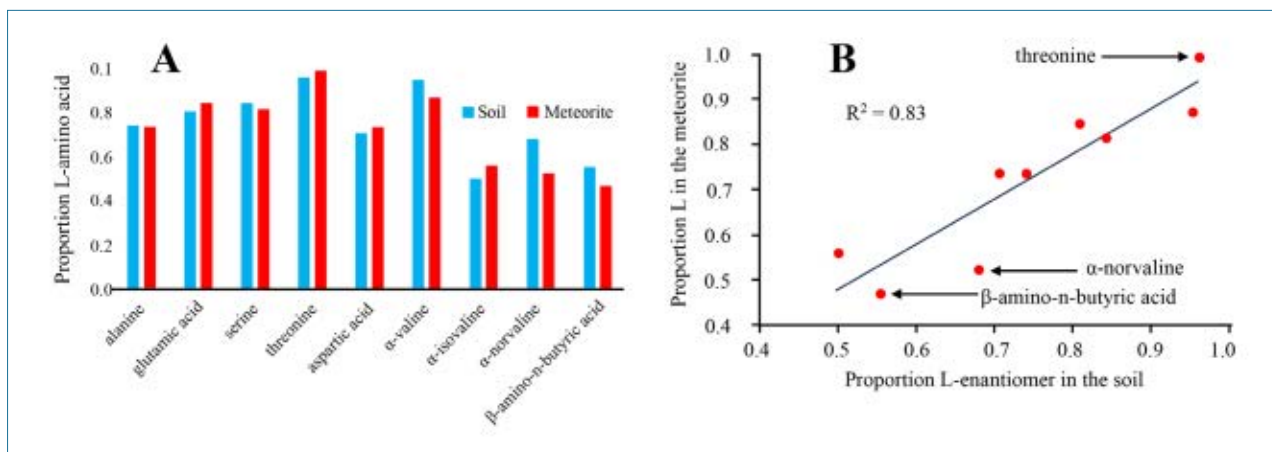 A
Proportion L-amino acid
0.1
0.8
0.6
0.4
0.2
0.0
Soil Meteorite
alanine
glutamic acid
serine
threonine
aspartic acid
α-valine
α-isovaline
α-norvaline
β-amino-n-butyric acid
B
Proportion L in the meteorite
1.0
0.9
0.8
0.7
0.6
0.5
0.4
threonine
R² = 0.83
α-norvaline
β-amino-n-butyric acid
0.4 0.5 0.6 0.7 0.8 0.9 1.0
Proportion L-enantiomer in the soil